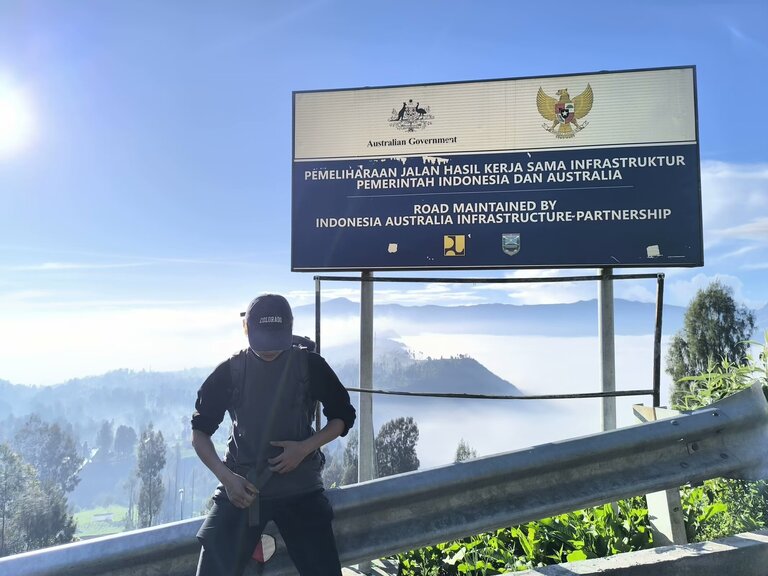 Australian Government
PEMELIHARAAN JALAN HASIL KERJA SAMA INFRASTRUKTUR
PEMERINTAH INDONESIA DAN AUSTRALIA
ROAD MAINTAINED BY
INDONESIA AUSTRALIA INFRASTRUCTURE-PARTNERSHIP
COLORADO